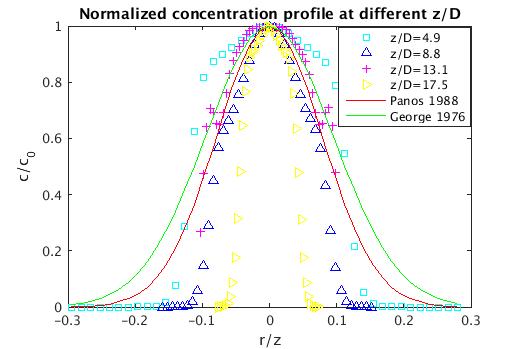 Normalized concentration profile at different z/D
1
0.8
0.6
0.4
0.2
0
c/c0
-0.3
-0.2
-0.1
0
0.1
0.2
0.3
r/z
z/D=4.9
z/D=8.8
z/D=13.1
z/D=17.5
Panos 1988
George 1976